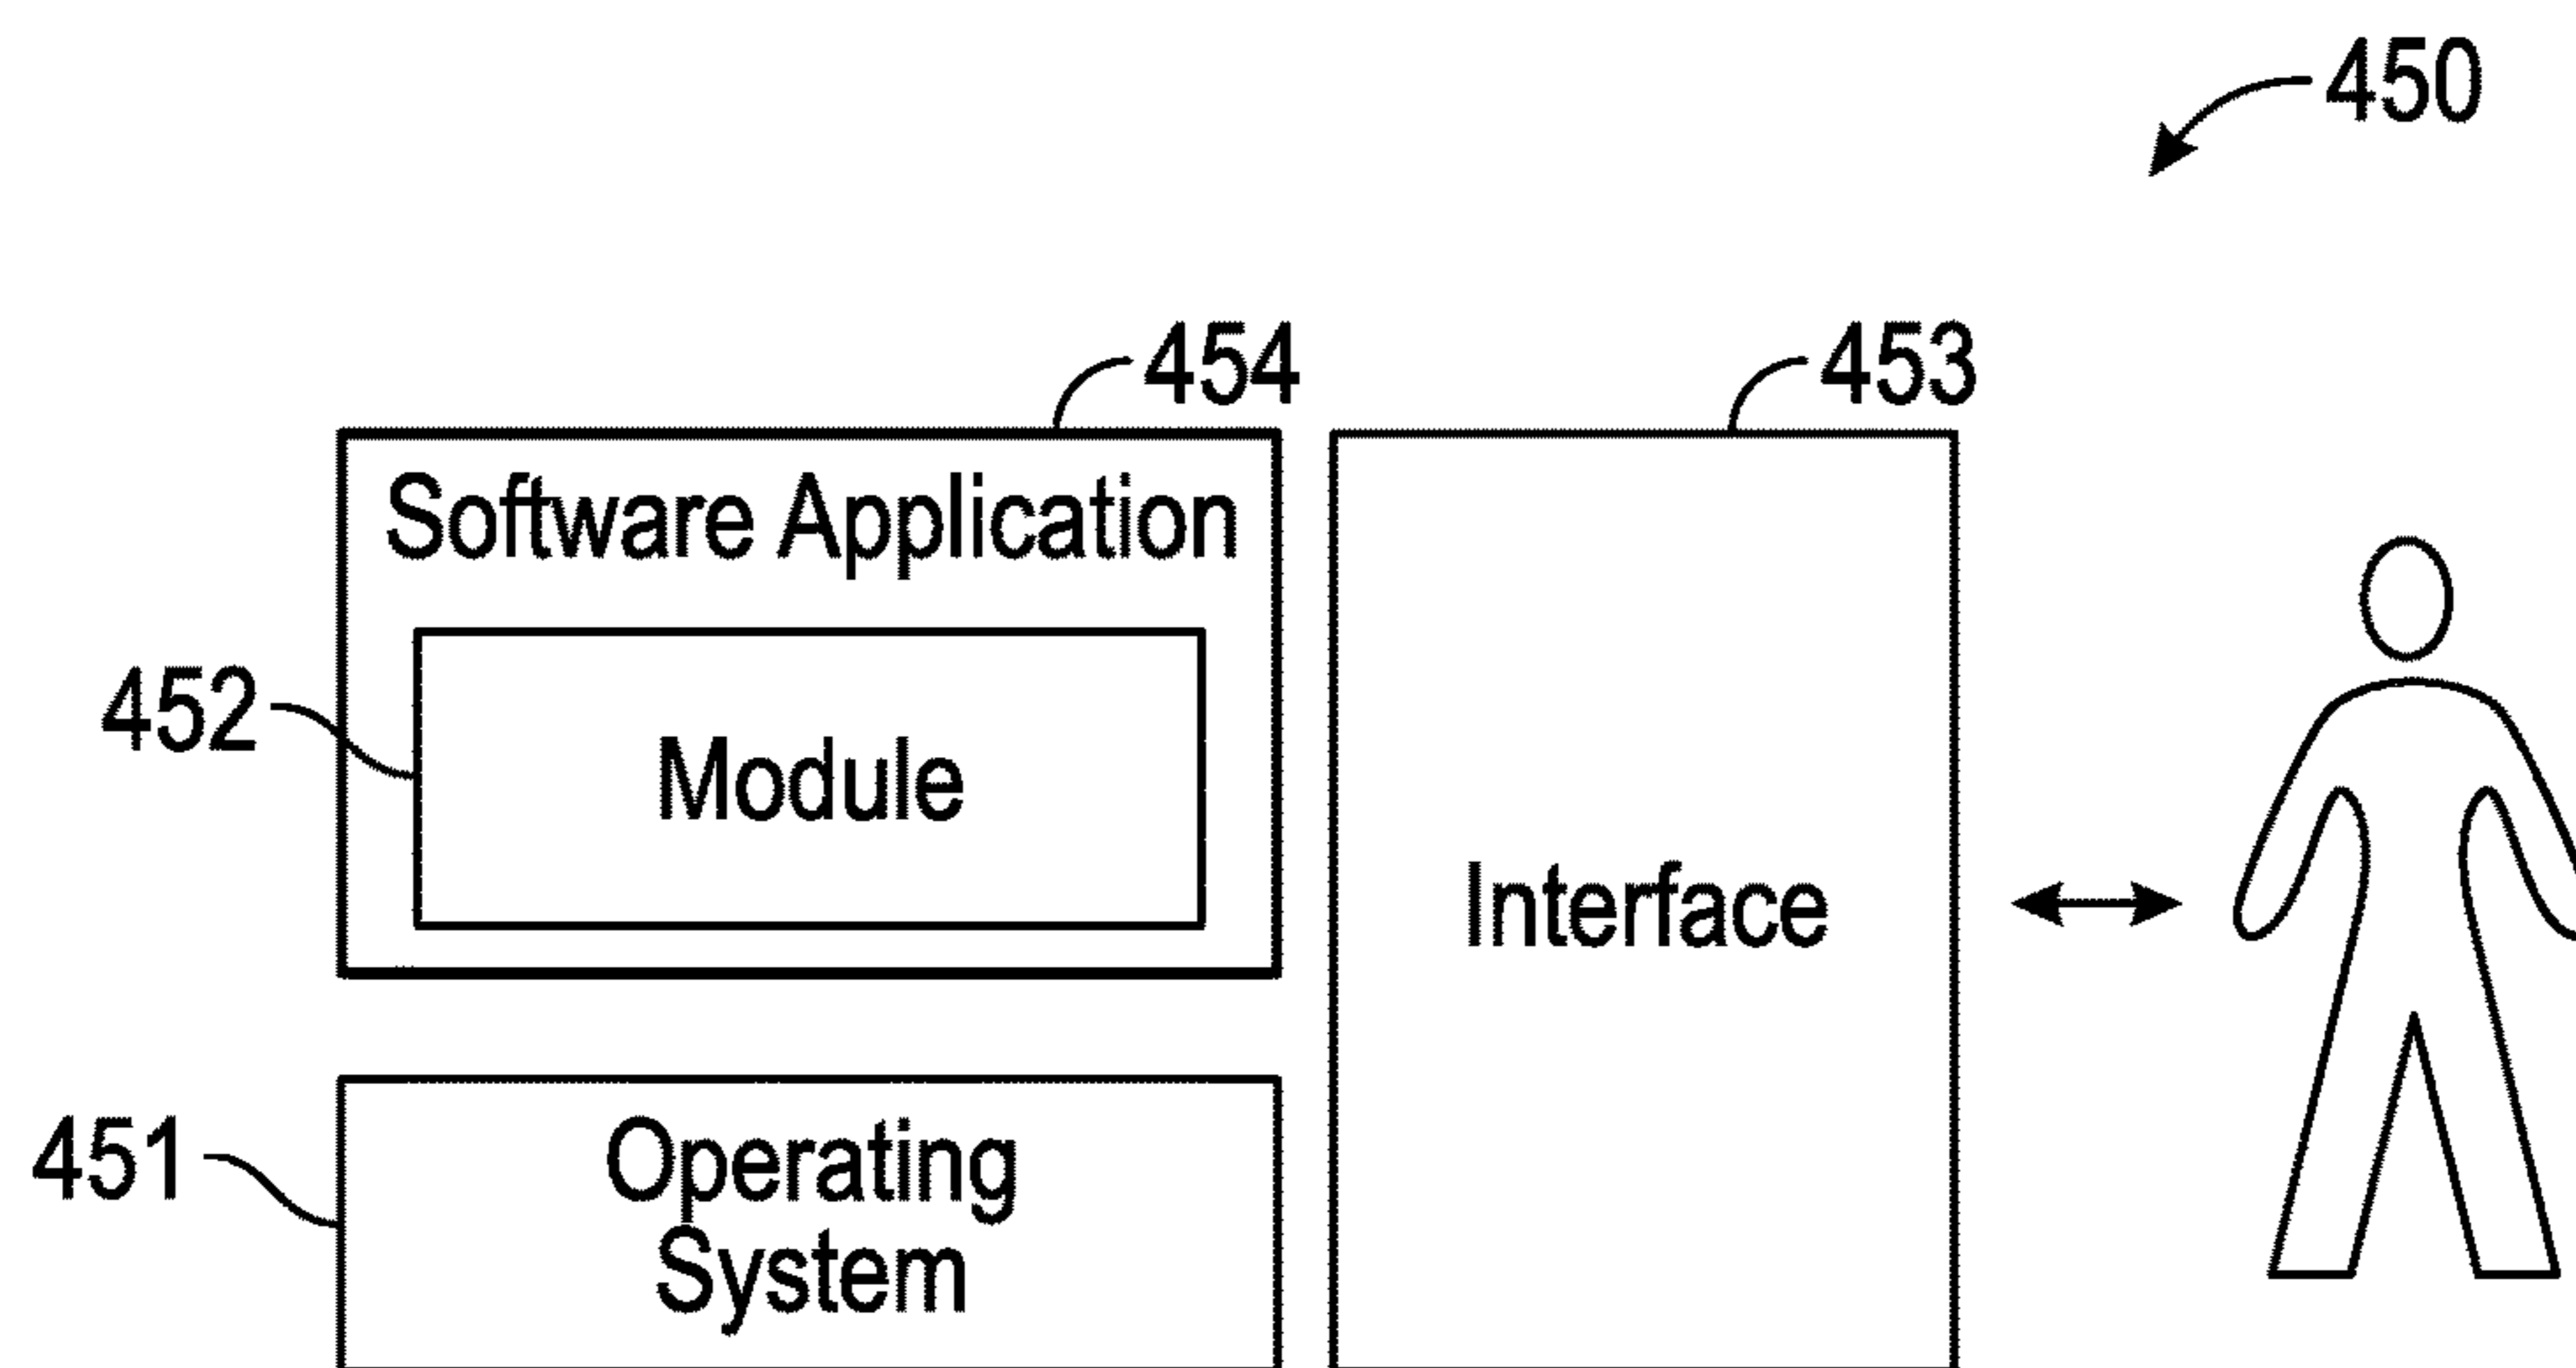 450
454
453
Software Application
452
Module
Interface
451
Operating
System